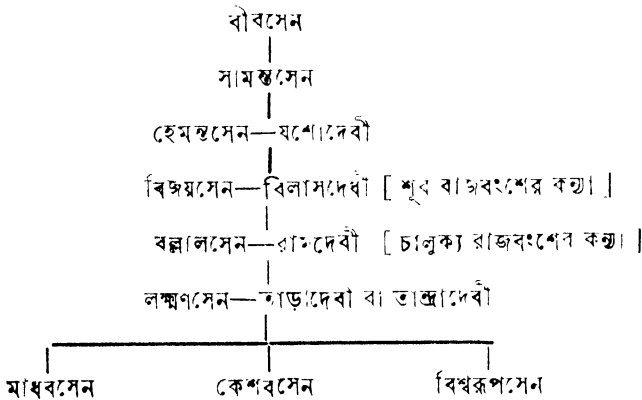 বীরসেন
সামন্তসেন
হেমন্তসেন—যশোদেবী
বিজয়সেন—বিলাসদেবী [ শূর রাজবংশের কন্যা ]
বল্লালসেন—রামদেবী [ চালুক্য রাজবংশের কন্যা ]
লক্ষ্মণসেন—তাড়াদেবী বা তান্দ্রাদেবী
মাধবসেন কেশবসেন বিশ্বরূপসেন